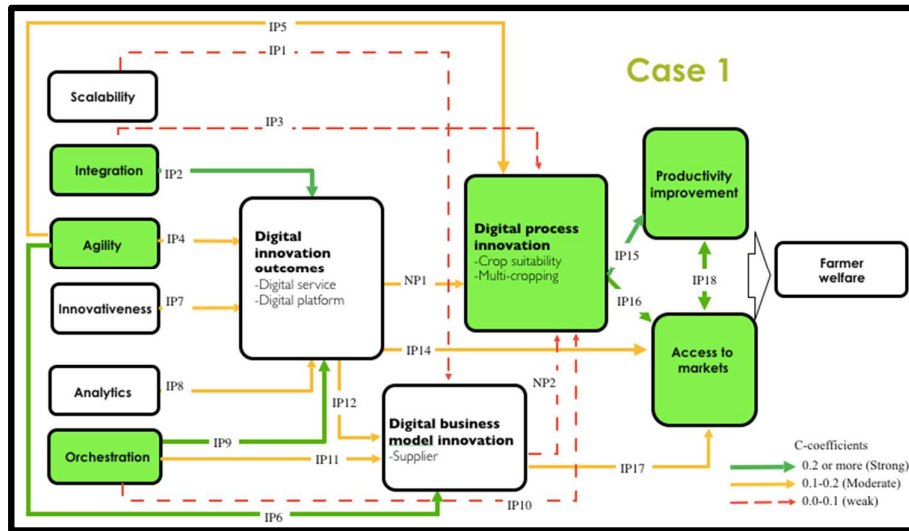 IP5
IP1
Case 1
Scalability
IP3
Integration
IP2
Productivity
improvement
Agility
IP4
Digital
innovation
outcomes
-Digital service
-Digital platform
NP1
Digital process
innovation
-Crop suitability
-Multi-cropping
IP15
IP18
Farmer
welfare
Innovativeness
IP7
IP16
IP14
Access to
markets
Analytics
IP8
IP12
NP2
Digital business
model innovation
-Supplier
Orchestration
IP9
IP11
IP17
IP10
IP6
C-coefficients
0.2 or more (Strong)
0.1-0.2 (Moderate)
0.0-0.1 (weak)